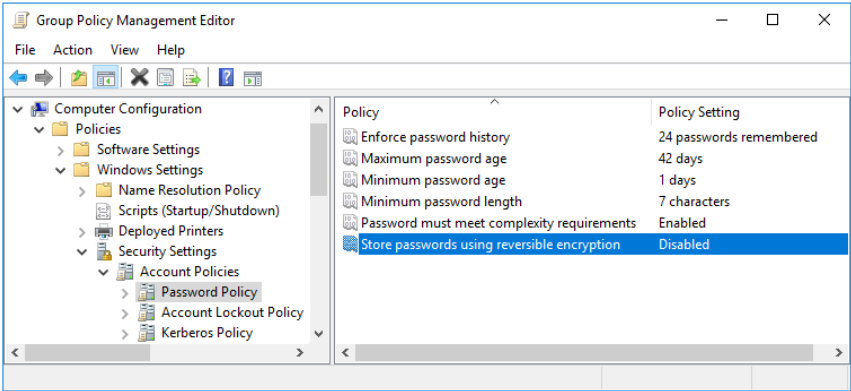 Group Policy Management Editor
File Action View Help
Computer Configuration
Policies
Software Settings
Windows Settings
Name Resolution Policy
Scripts (Startup/Shutdown)
Deployed Printers
Security Settings
Account Policies
Password Policy
Account Lockout Policy
Kerberos Policy
Policy Policy Setting
Enforce password history 24 passwords remembered
Maximum password age 42 days
Minimum password age 1 days
Minimum password length 7 characters
Password must meet complexity requirements Enabled
Store passwords using reversible encryption Disabled